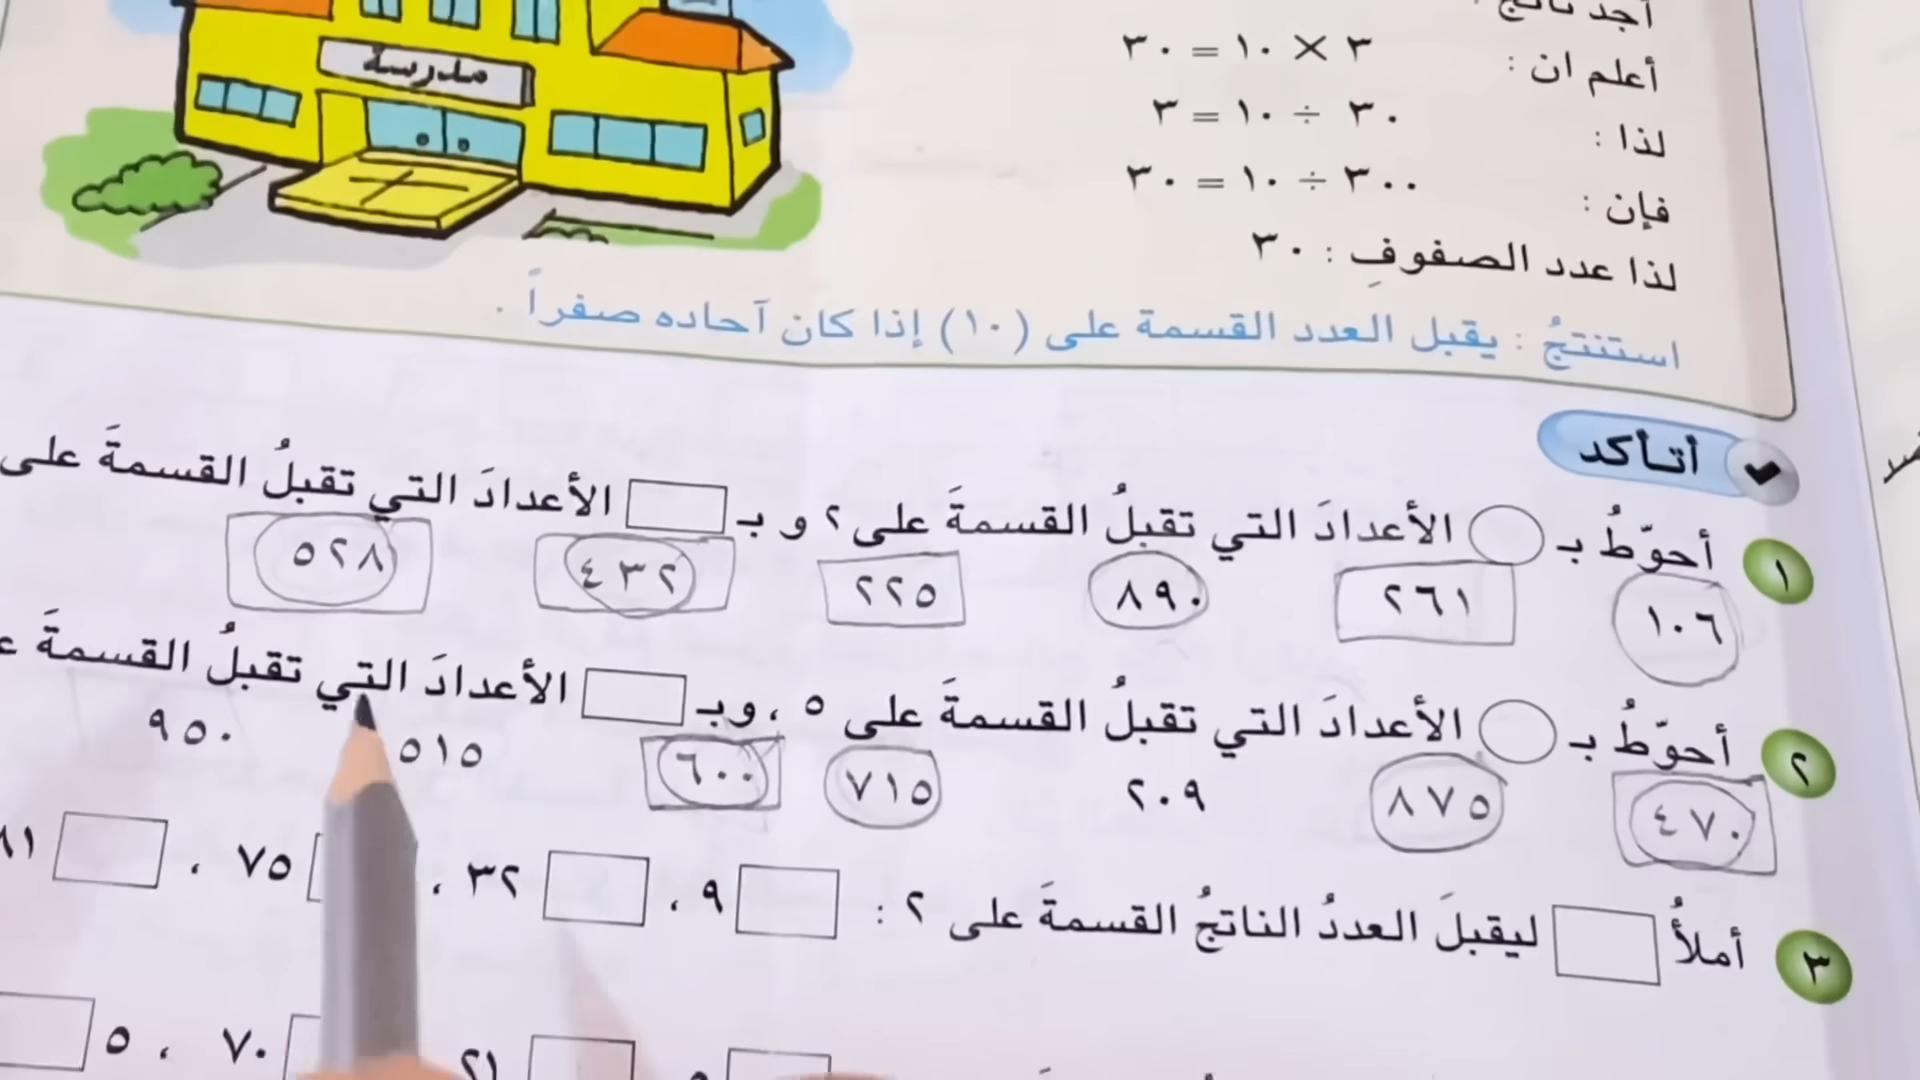 مدرسة
أعلم ان : ٣ × ١٠ = ٣٠
لذا : ٣٠ ÷ ١٠ = ٣
فإن : ٣٠٠ ÷ ١٠ = ٣٠
لذا عدد الصفوفِ : ٣٠
استنتجُ : يقبل العدد القسمة على (١٠) إذا كان آحاده صفراً .
أتأكد
١ أحوّطُ بـ الأعدادَ التي تقبلُ القسمةَ على ٢ و بـ الأعدادَ التي تقبلُ القسمةَ على
١٠٦ ٢٦١ ٨٩٠ ٢٢٥ ٤٣٢ ٥٢٨
٢ أحوّطُ بـ الأعدادَ التي تقبلُ القسمةَ على ٥ ، وبـ الأعدادَ التي تقبلُ القسمةَ
٤٧٠ ٨٧٥ ٢٠٩ ٧١٥ ٦٠٠ ٥١٥ ٩٥٠
٣ أملأُ ليقبلَ العددُ الناتجُ القسمةَ على ٢ : ٩ ، ٣٢ ، ٧٥ ،
٢١ ٧٠ ، ٥